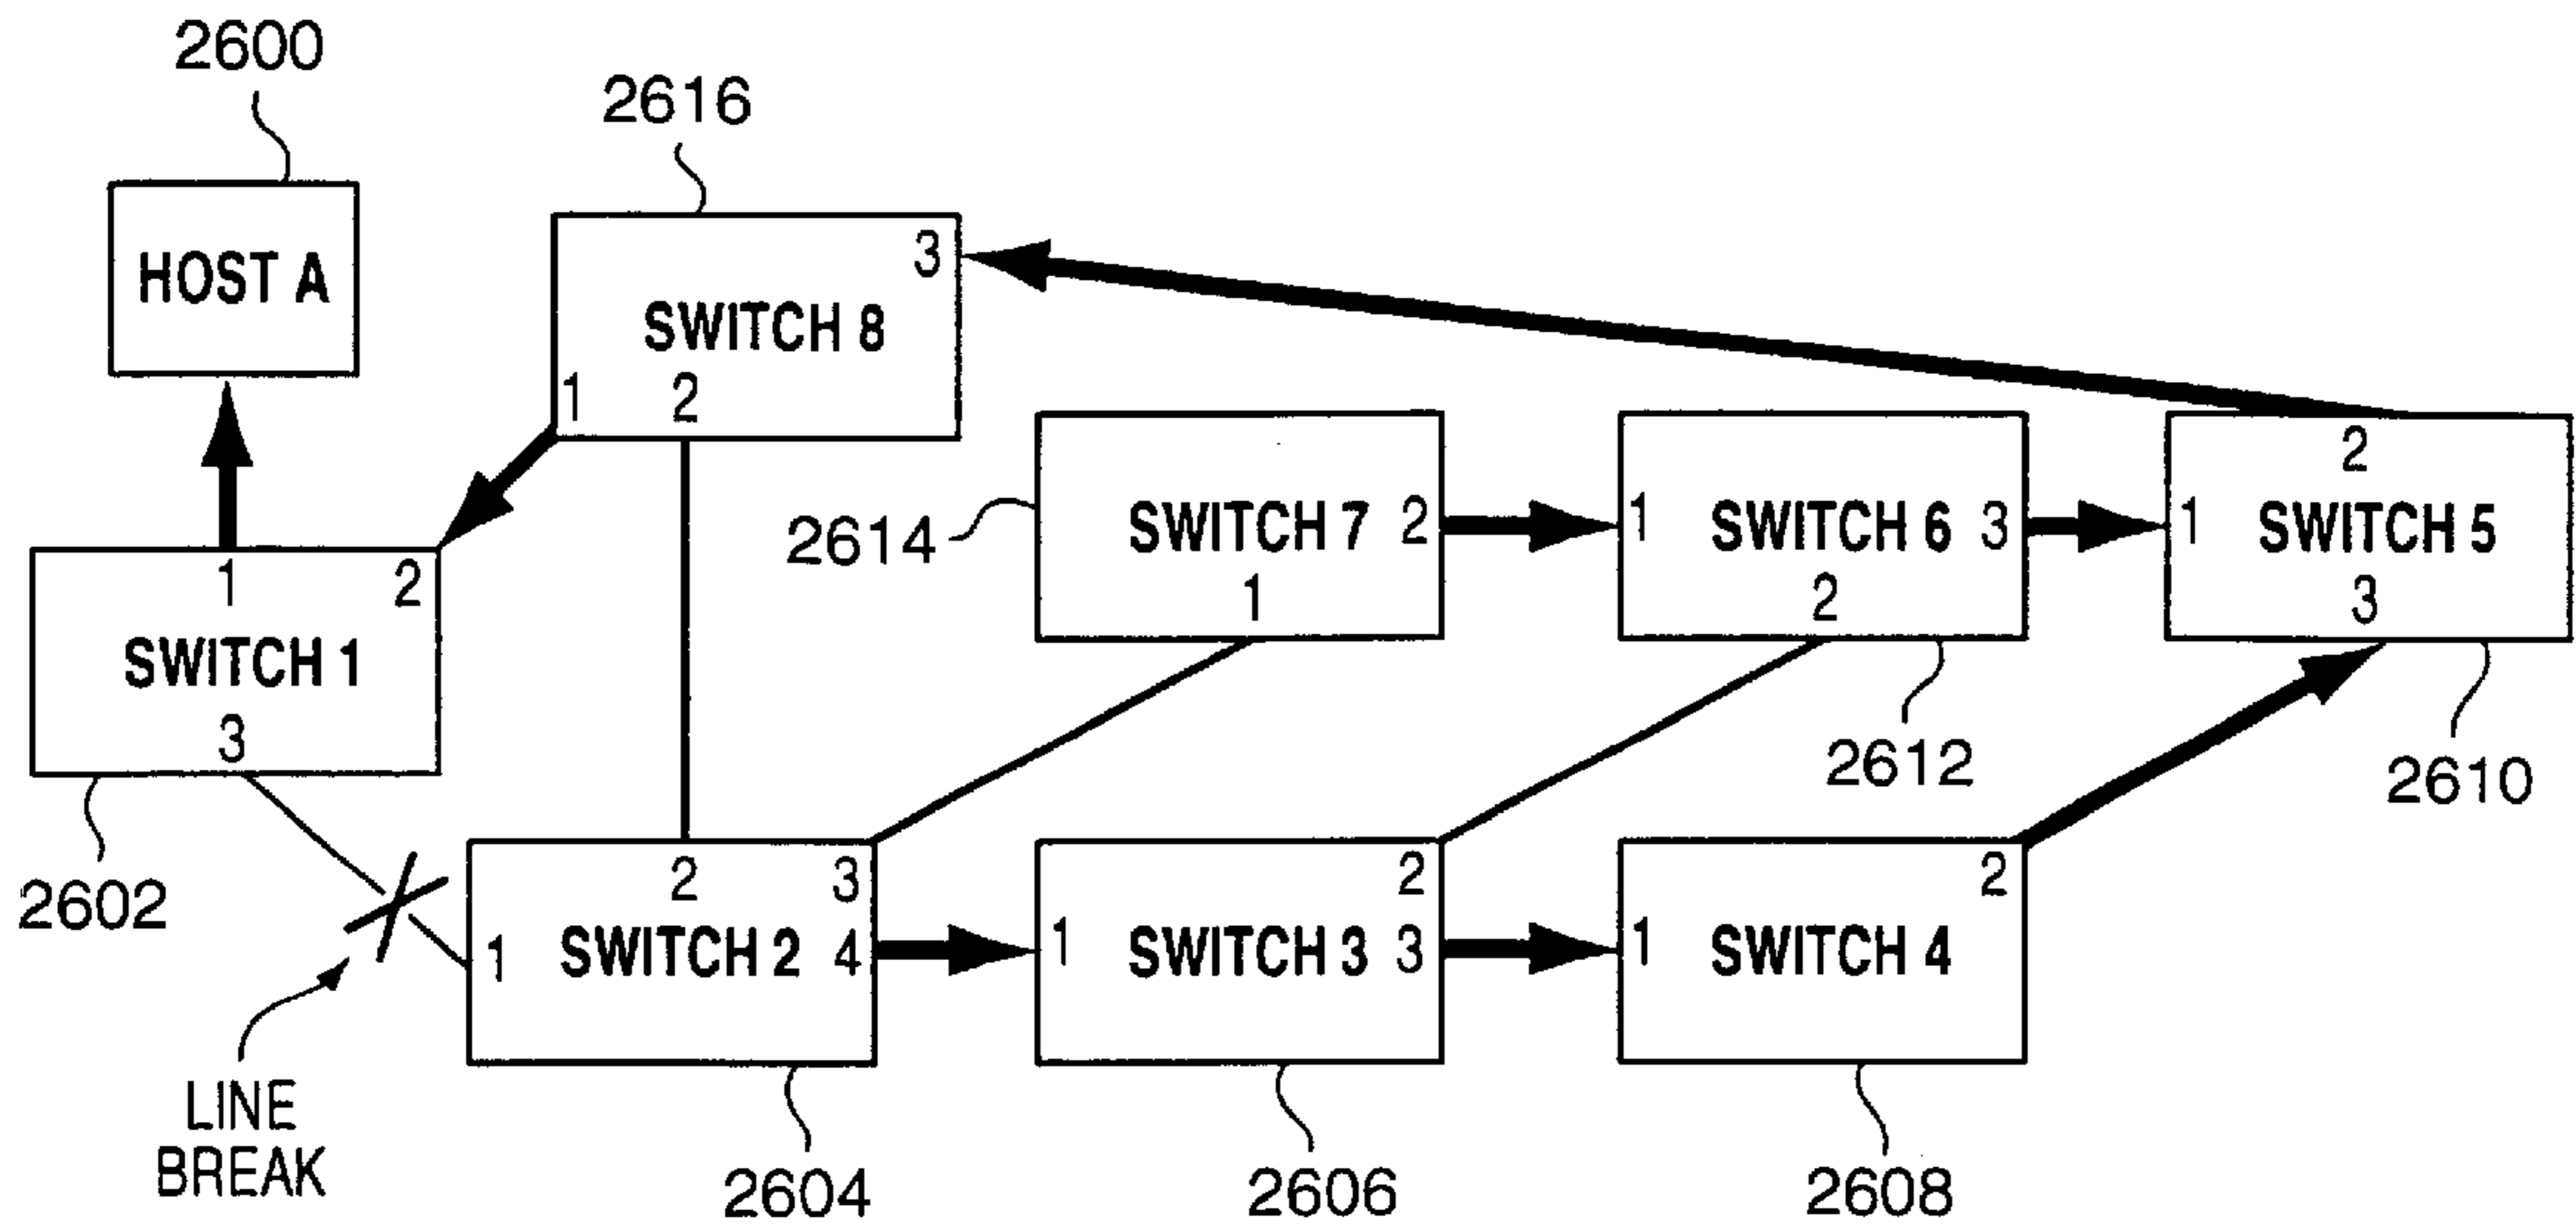 2600
2616
HOST A
3
SWITCH 8
1 2
2
2614
SWITCH 7 2
1
1 SWITCH 6 3
2
1 SWITCH 5
3
1 2
SWITCH 1
3
2612
2610
2602
2 3
1 SWITCH 2 4
2
1 SWITCH 3 3
2
1 SWITCH 4
LINE
BREAK
2604
2606
2608